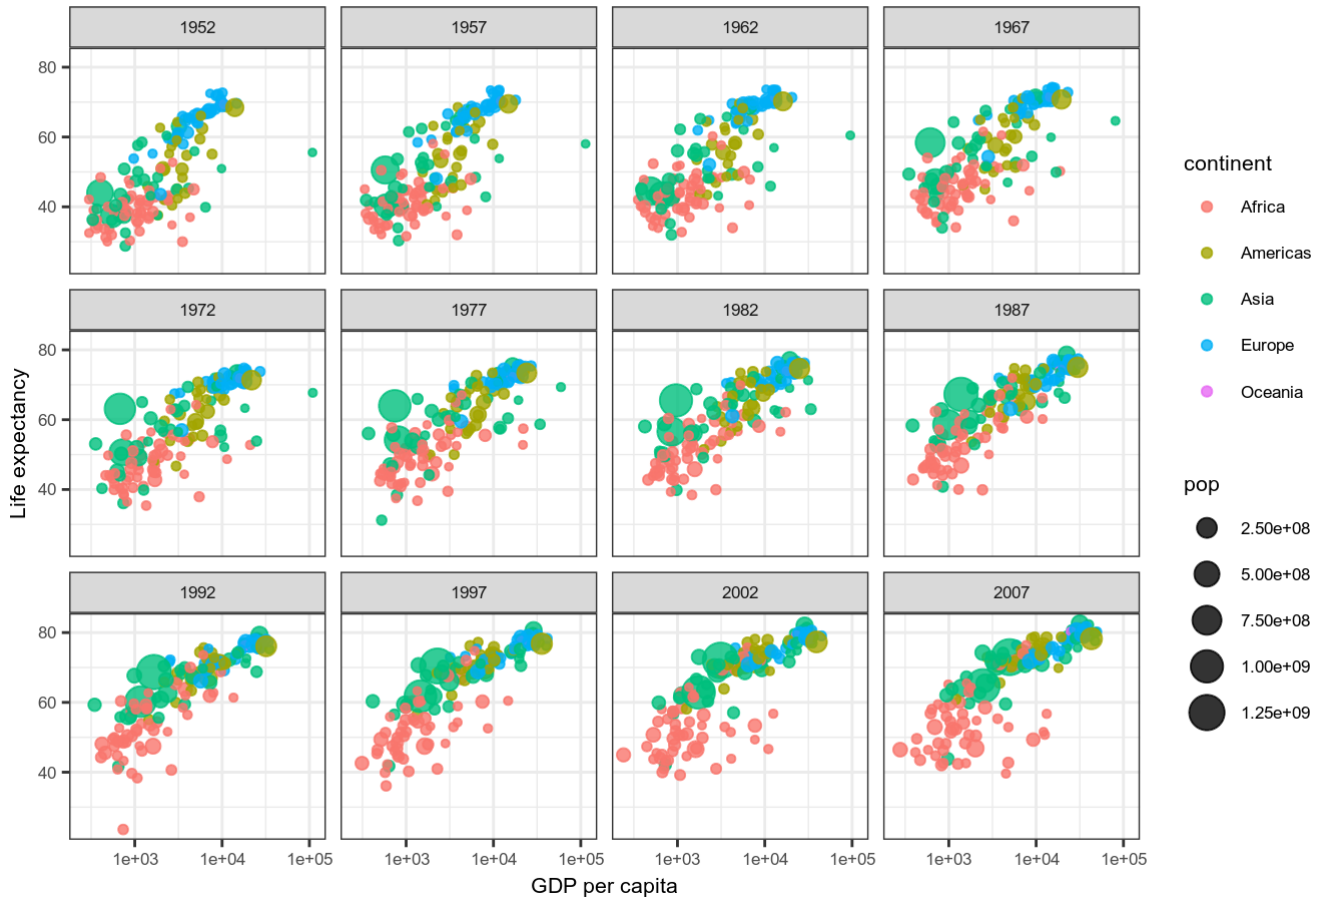 1952 1957 1962 1967
80
60
40
1972 1977 1982 1987
80
60
40
1992 1997 2002 2007
80
60
40
1e+03 1e+04 1e+05 1e+03 1e+04 1e+05 1e+03 1e+04 1e+05 1e+03 1e+04 1e+05
GDP per capita
Life expectancy
continent
Africa
Americas
Asia
Europe
Oceania
pop
2.50e+08
5.00e+08
7.50e+08
1.00e+09
1.25e+09